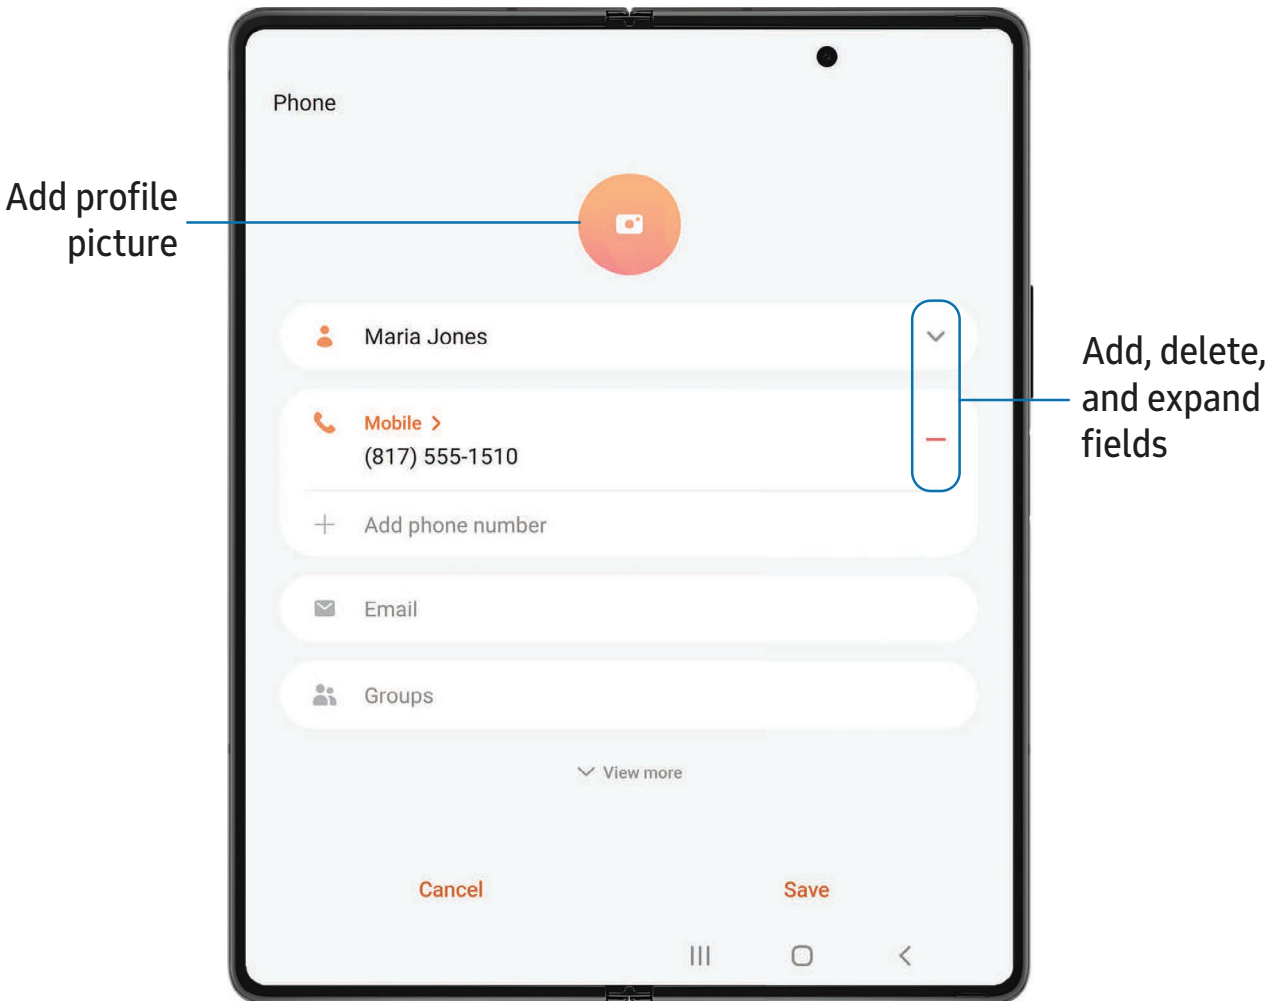 Phone
Add profile
picture
Maria Jones
Add, delete,
and expand
fields
Mobile
(817) 555-1510
Add phone number
Email
Groups
View more
Cancel
Save